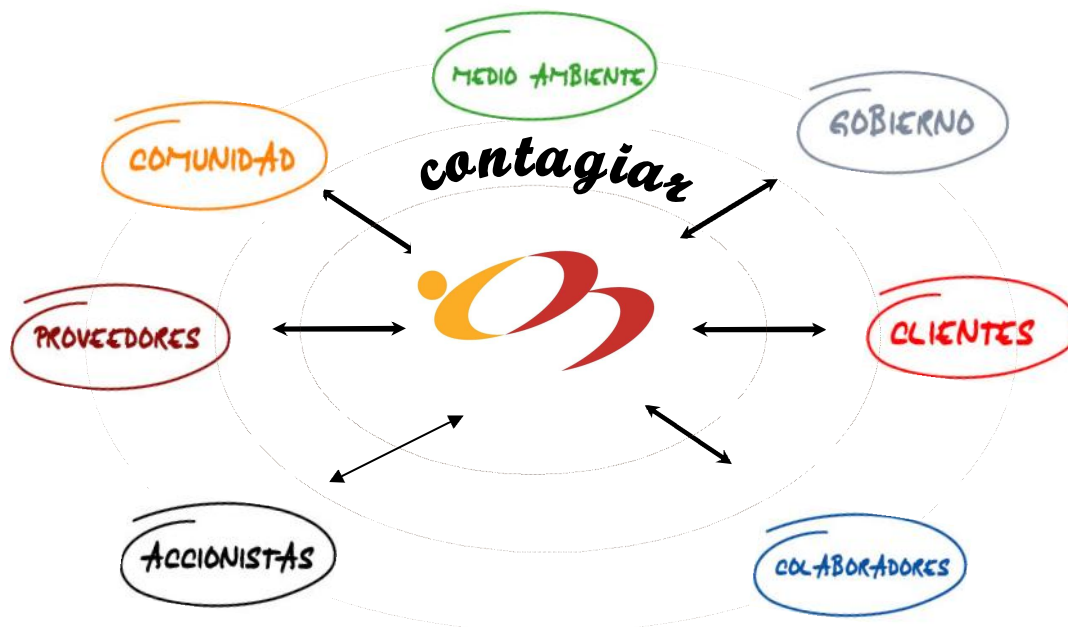 MEDIO AMBIENTE
GOBIERNO
COMUNIDAD
contagiar
PROVEEDORES
CLIENTES
ACCIONISTAS
COLABORADORES